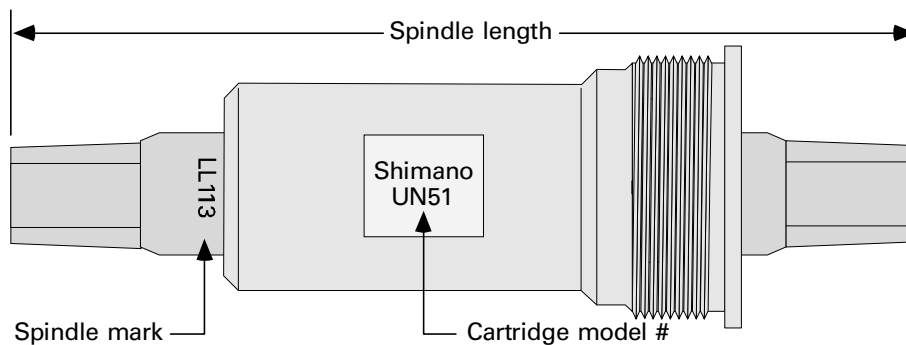 Spindle length
LL113
Shimano
UN51
Spindle mark
Cartridge model #